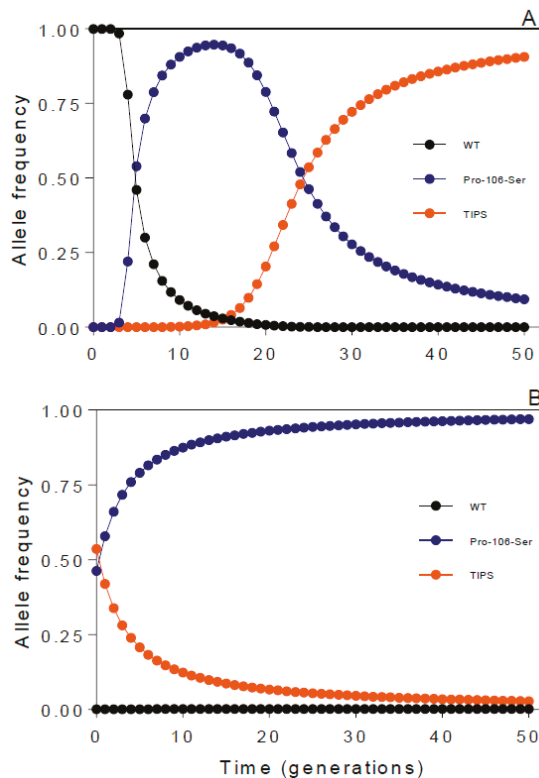 A
1.00
0.75
0.50
0.25
0.00
Allele frequency
WT
Pro-106-Ser
TIPS
0 10 20 30 40 50
B
1.00
0.75
0.50
0.25
0.00
Allele frequency
WT
Pro-106-Ser
TIPS
0 10 20 30 40 50
Time (generations)